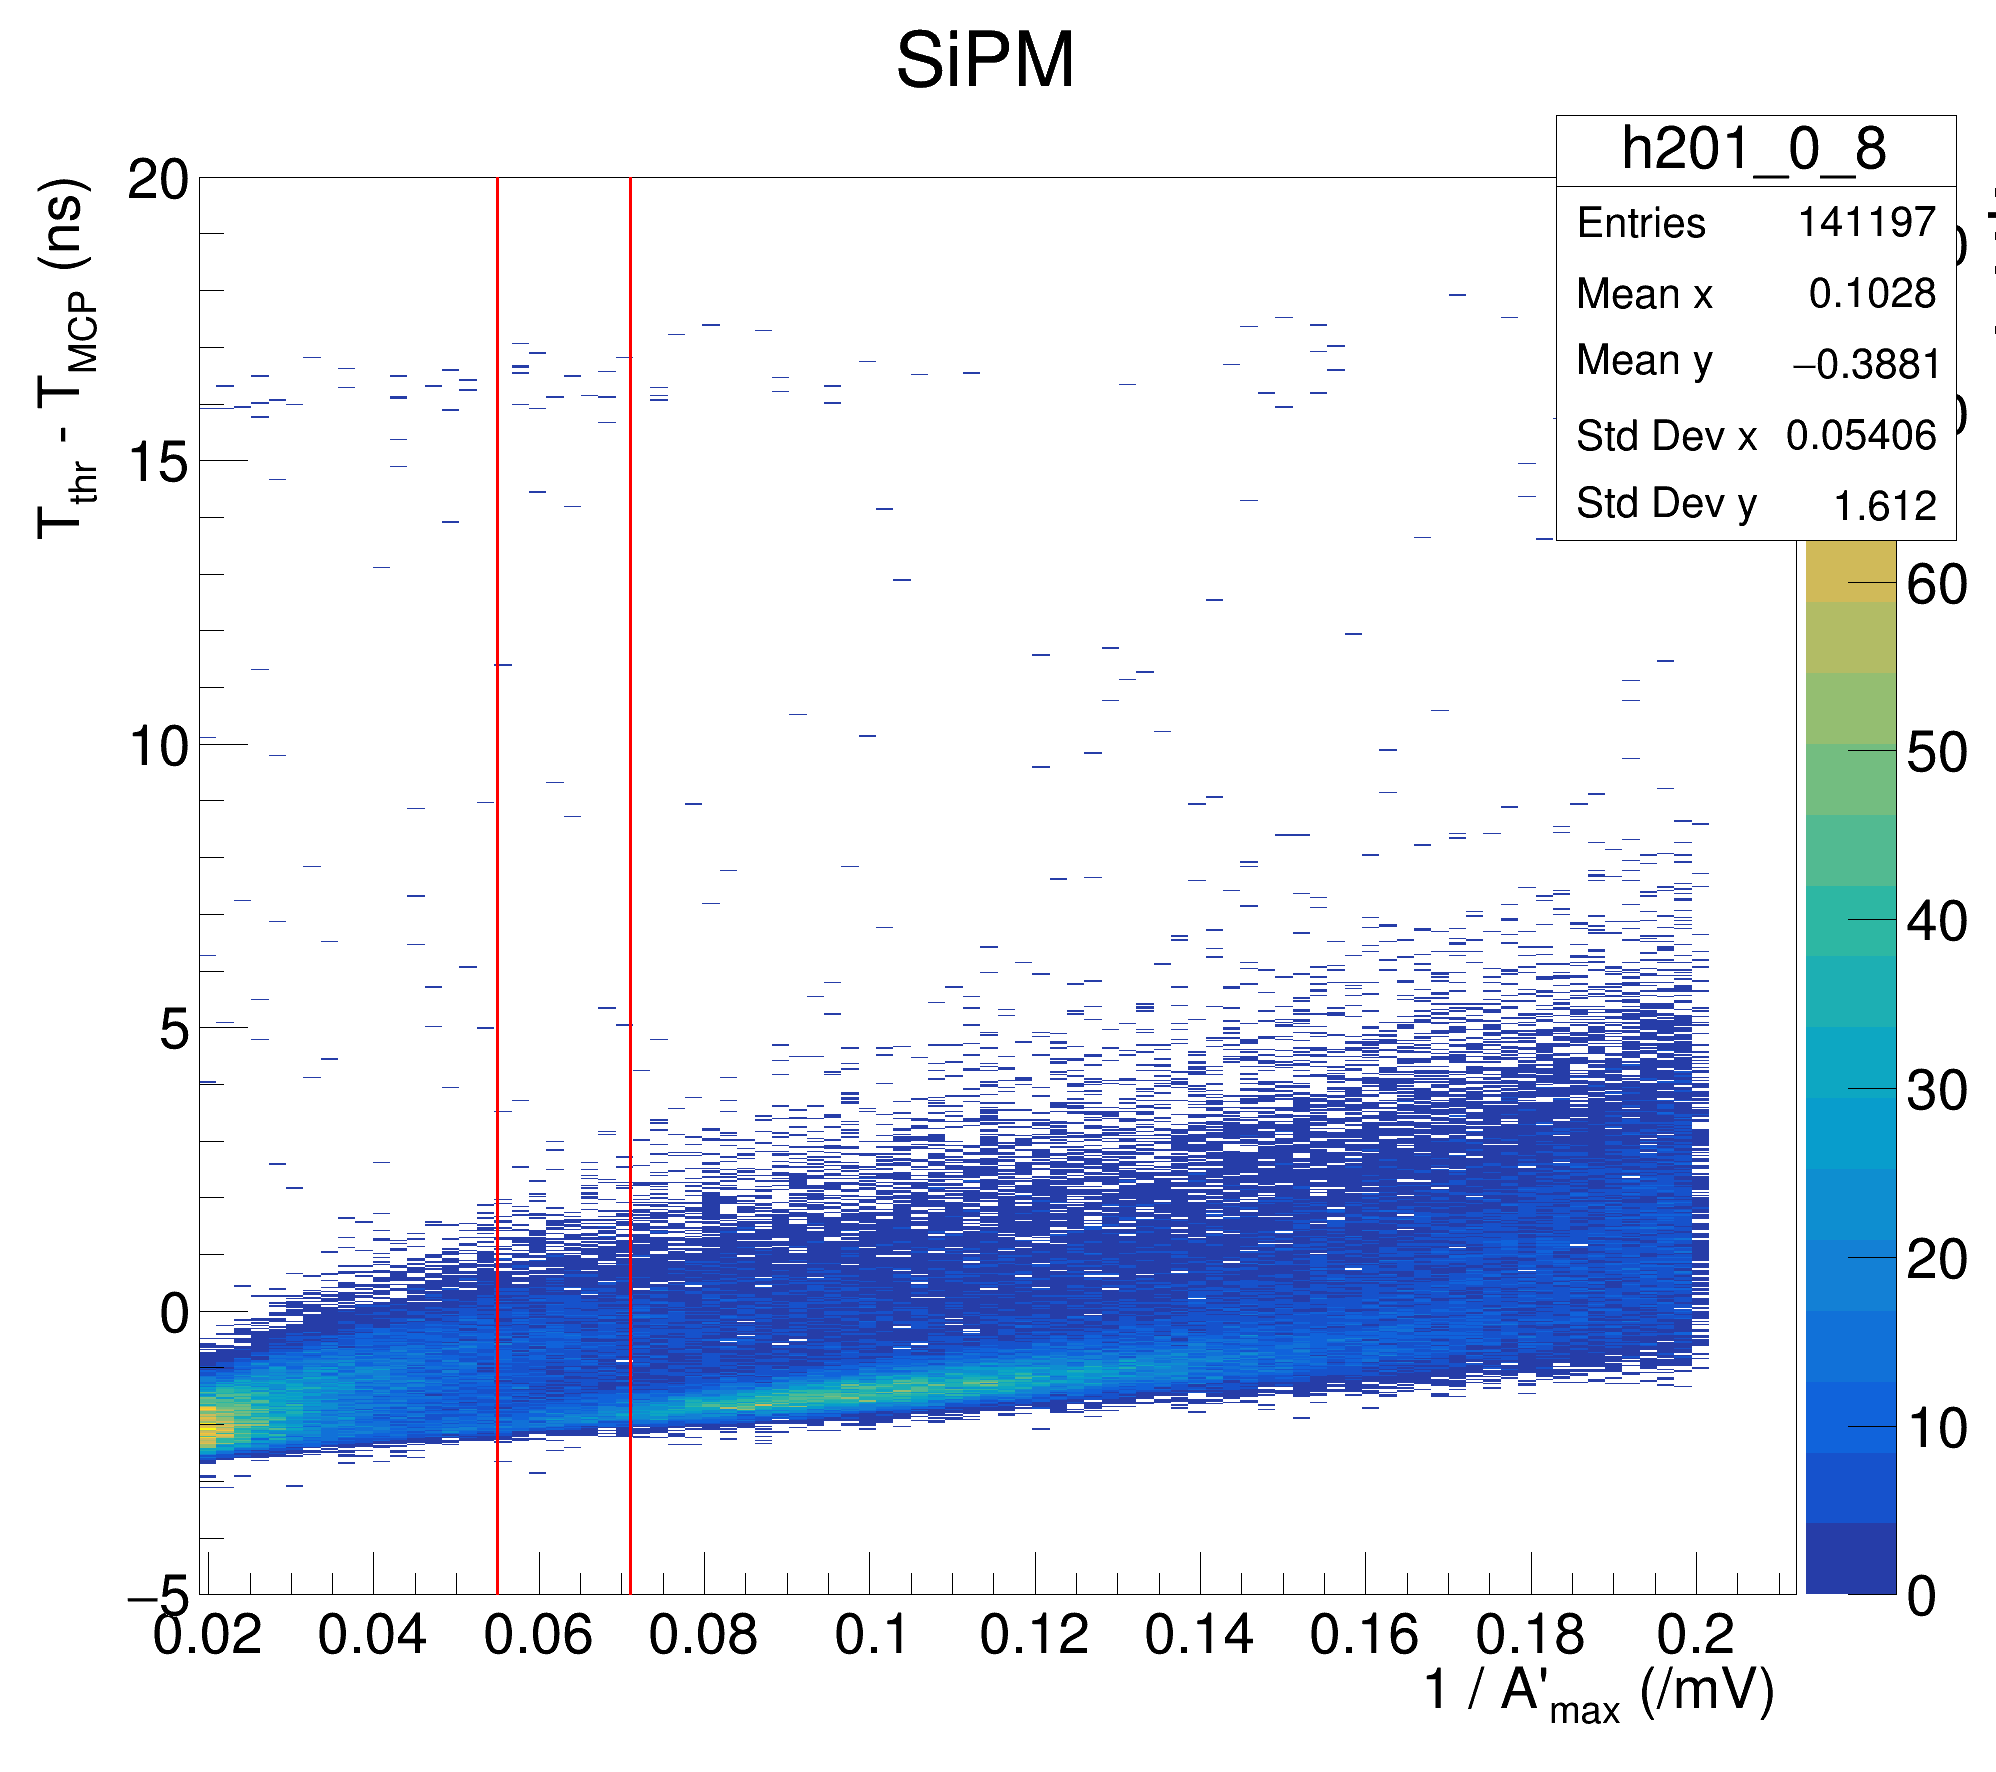 SiPM
h201_0_8
Entries 141197
Mean x 0.1028
Mean y −0.3881
Std Dev x 0.05406
Std Dev y 1.612
T_thr - T_MCP (ns)
20
15
10
5
0
−5
0.02 0.04 0.06 0.08 0.1 0.12 0.14 0.16 0.18 0.2
1 / A'_max (/mV)
60
50
40
30
20
10
0